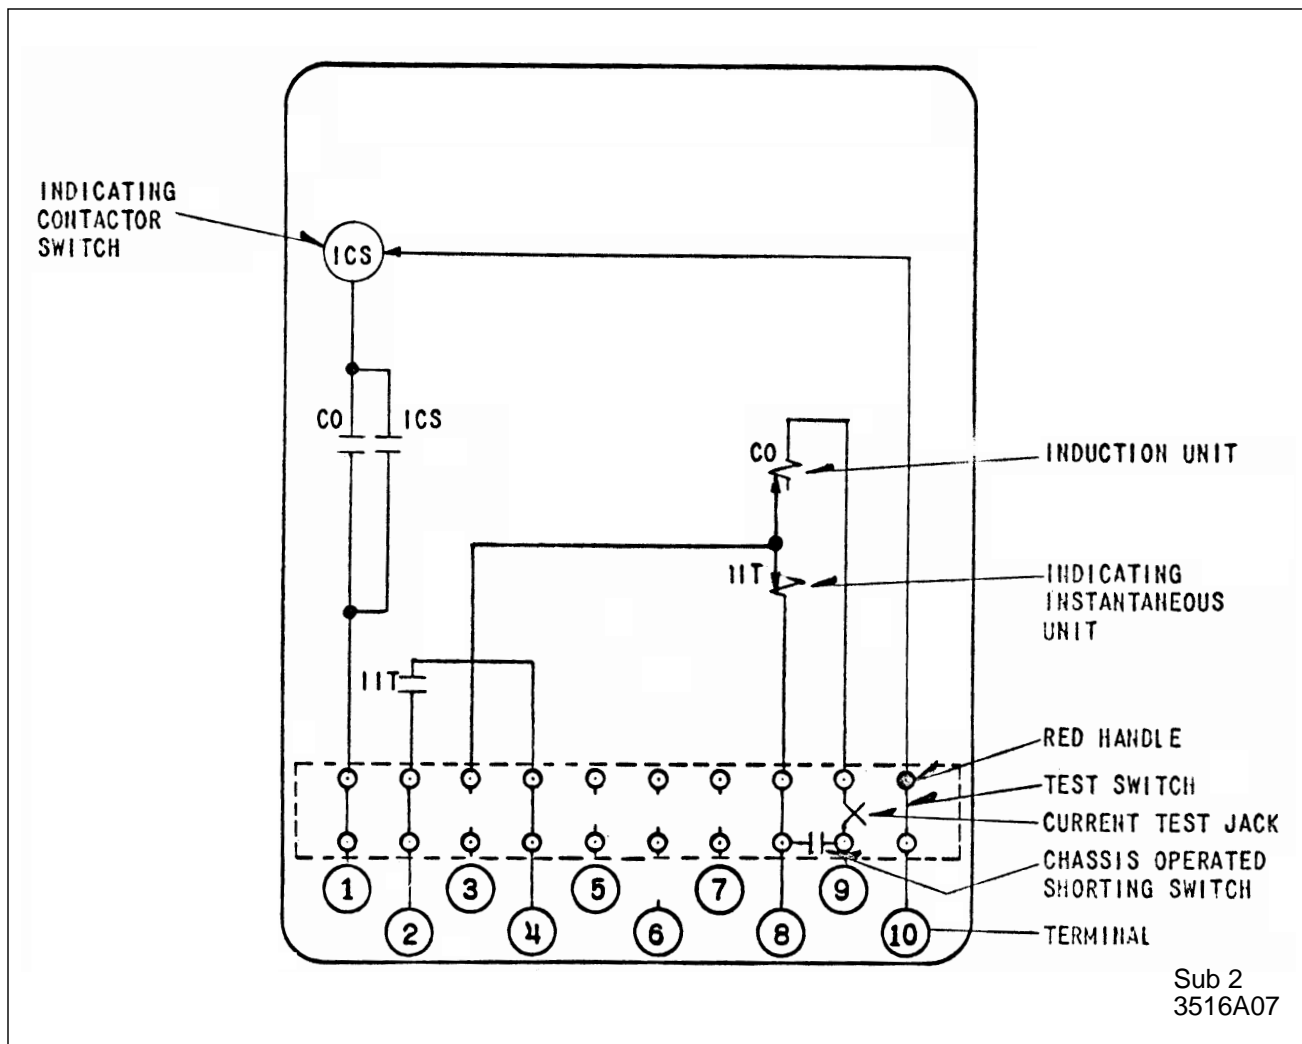 INDICATING
CONTACTOR
SWITCH
ICS
CO
ICS
CO
INDUCTION UNIT
IIT
INDICATING
INSTANTANEOUS
UNIT
IIT
RED HANDLE
TEST SWITCH
CURRENT TEST JACK
CHASSIS OPERATED
SHORTING SWITCH
1
3
5
7
9
2
4
6
8
10
TERMINAL
Sub 2
3516A07